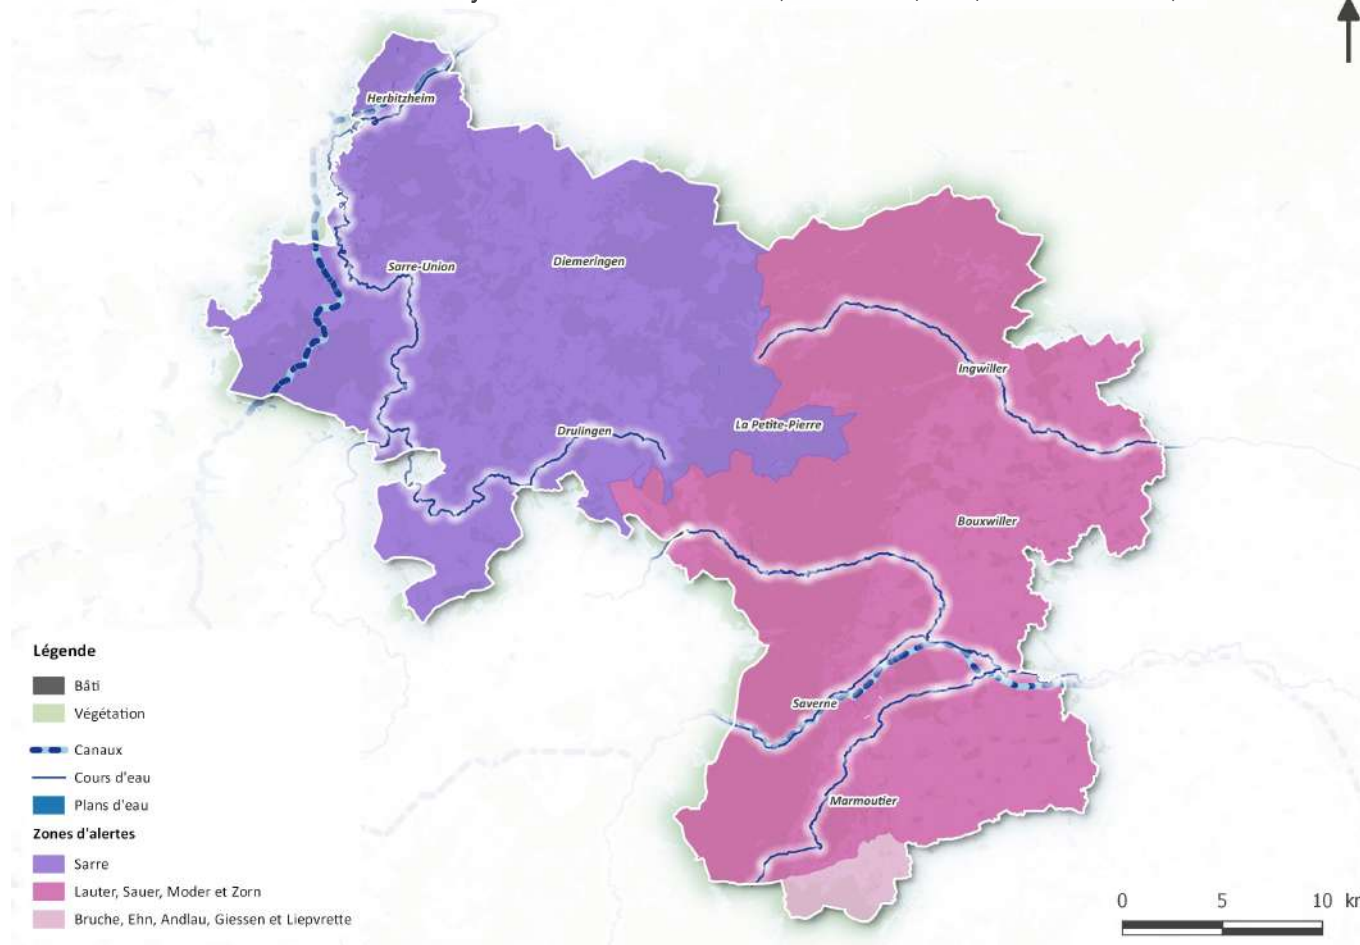 Herbitzheim
Sarre-Union
Diemeringen
Ingwiller
La Petite-Pierre
Drulingen
Bouxwiller
Saverne
Marmoutier
Légende
Bâti
Végétation
Canaux
Cours d'eau
Plans d'eau
Zones d'alertes
Sarre
Lauter, Sauer, Moder et Zorn
Bruche, Ehn, Andlau, Giessen et Liepvrette
0 5 10 kr